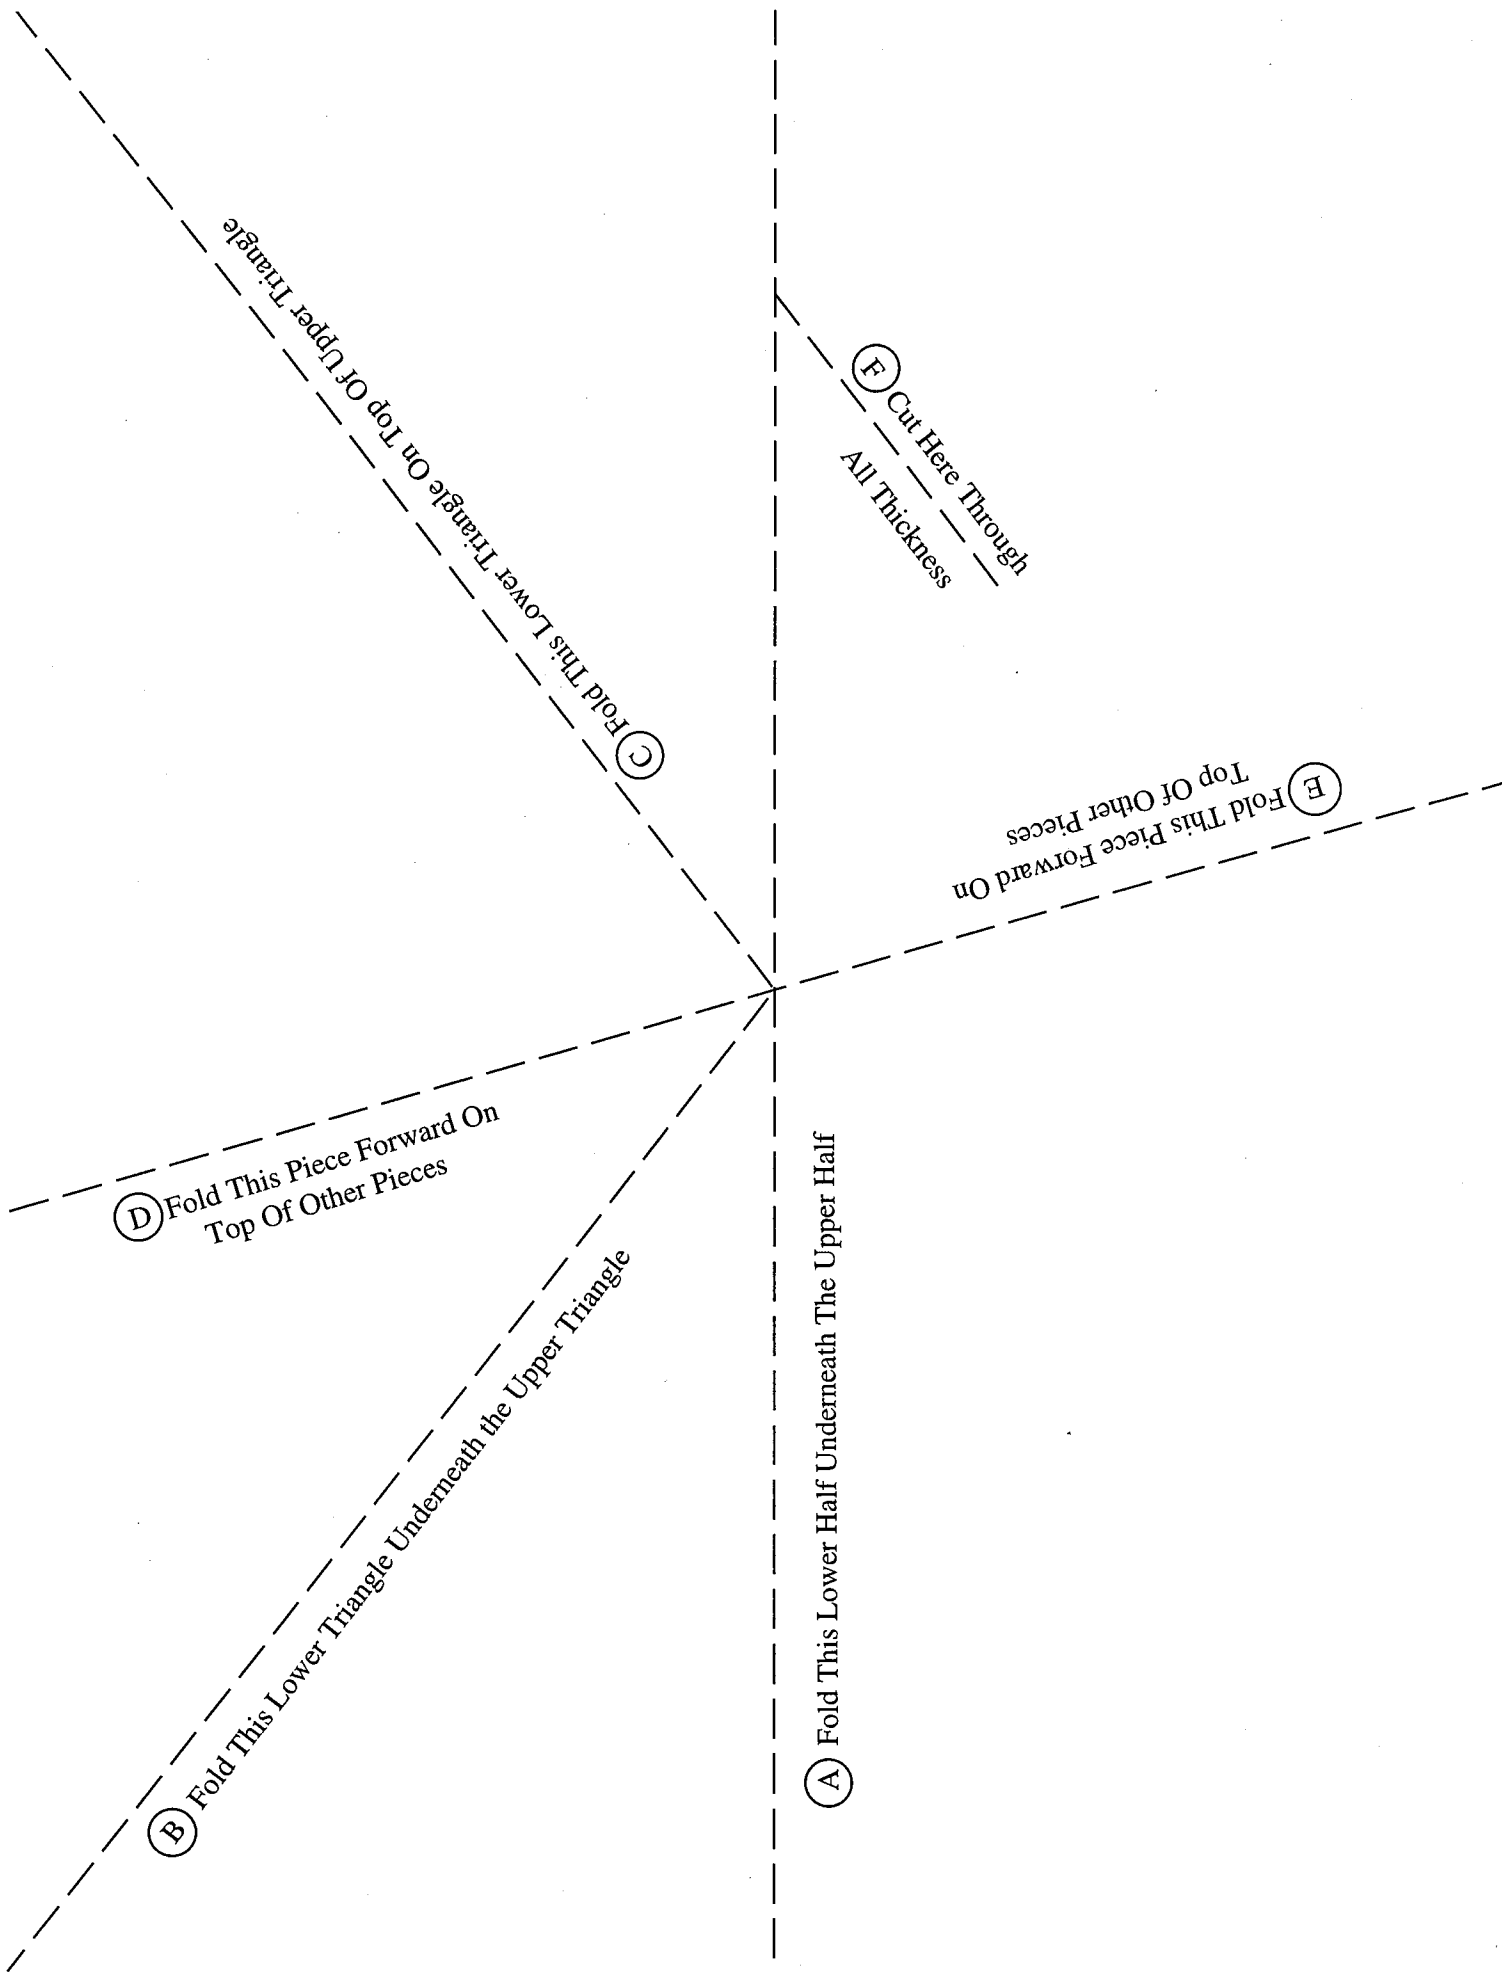 A Fold This Lower Half Underneath The Upper Half
B Fold This Lower Triangle Underneath the Upper Triangle
C Fold This Lower Triangle On Top Of Upper Triangle
D Fold This Piece Forward On
Top Of Other Pieces
E Fold This Piece Forward On
Top Of Other Pieces
F Cut Here Through
All Thickness